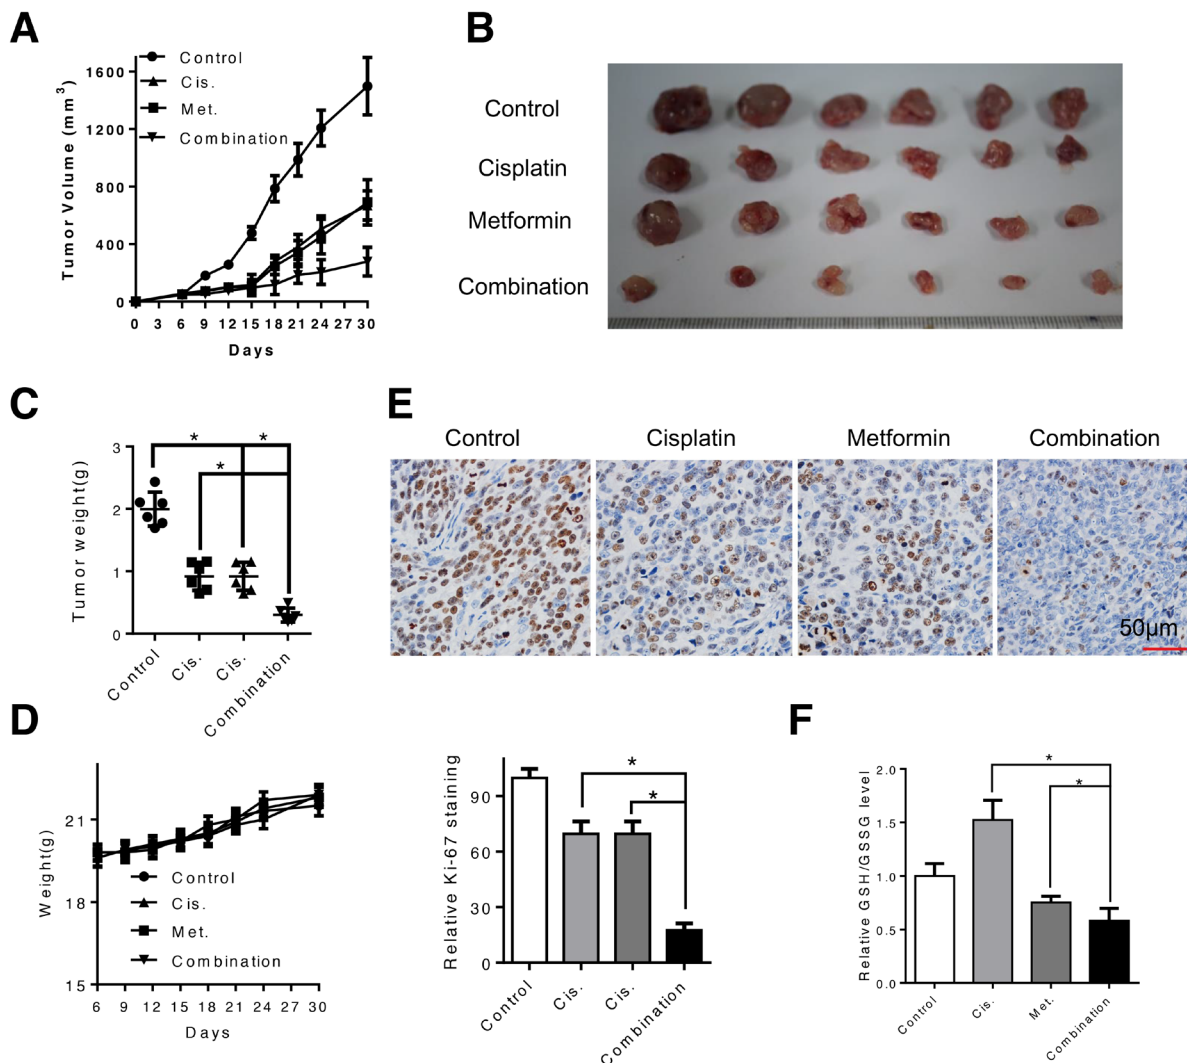 A
Control
Cis.
Met.
Combination
Tumor Volume (mm3)
1600
1200
800
400
0
0 3 6 9 12 15 18 21 24 27 30
Days
B
Control
Cisplatin
Metformin
Combination
C
Tumor weight(g)
3
2
1
0
* *
*
Control
Cis.
Cis.
Combination
E
Control Cisplatin Metformin Combination
50μm
D
Weight(g)
21
18
15
Control
Cis.
Met.
Combination
6 9 12 15 18 21 24 27 30
Days
Relative Ki-67 staining
90
60
30
0
*
*
Control
Cis.
Cis.
Combination
F
Relative GSH/GSSG level
2.0
1.5
1.0
0.5
0.0
*
*
Control
Cis.
Met.
Combination